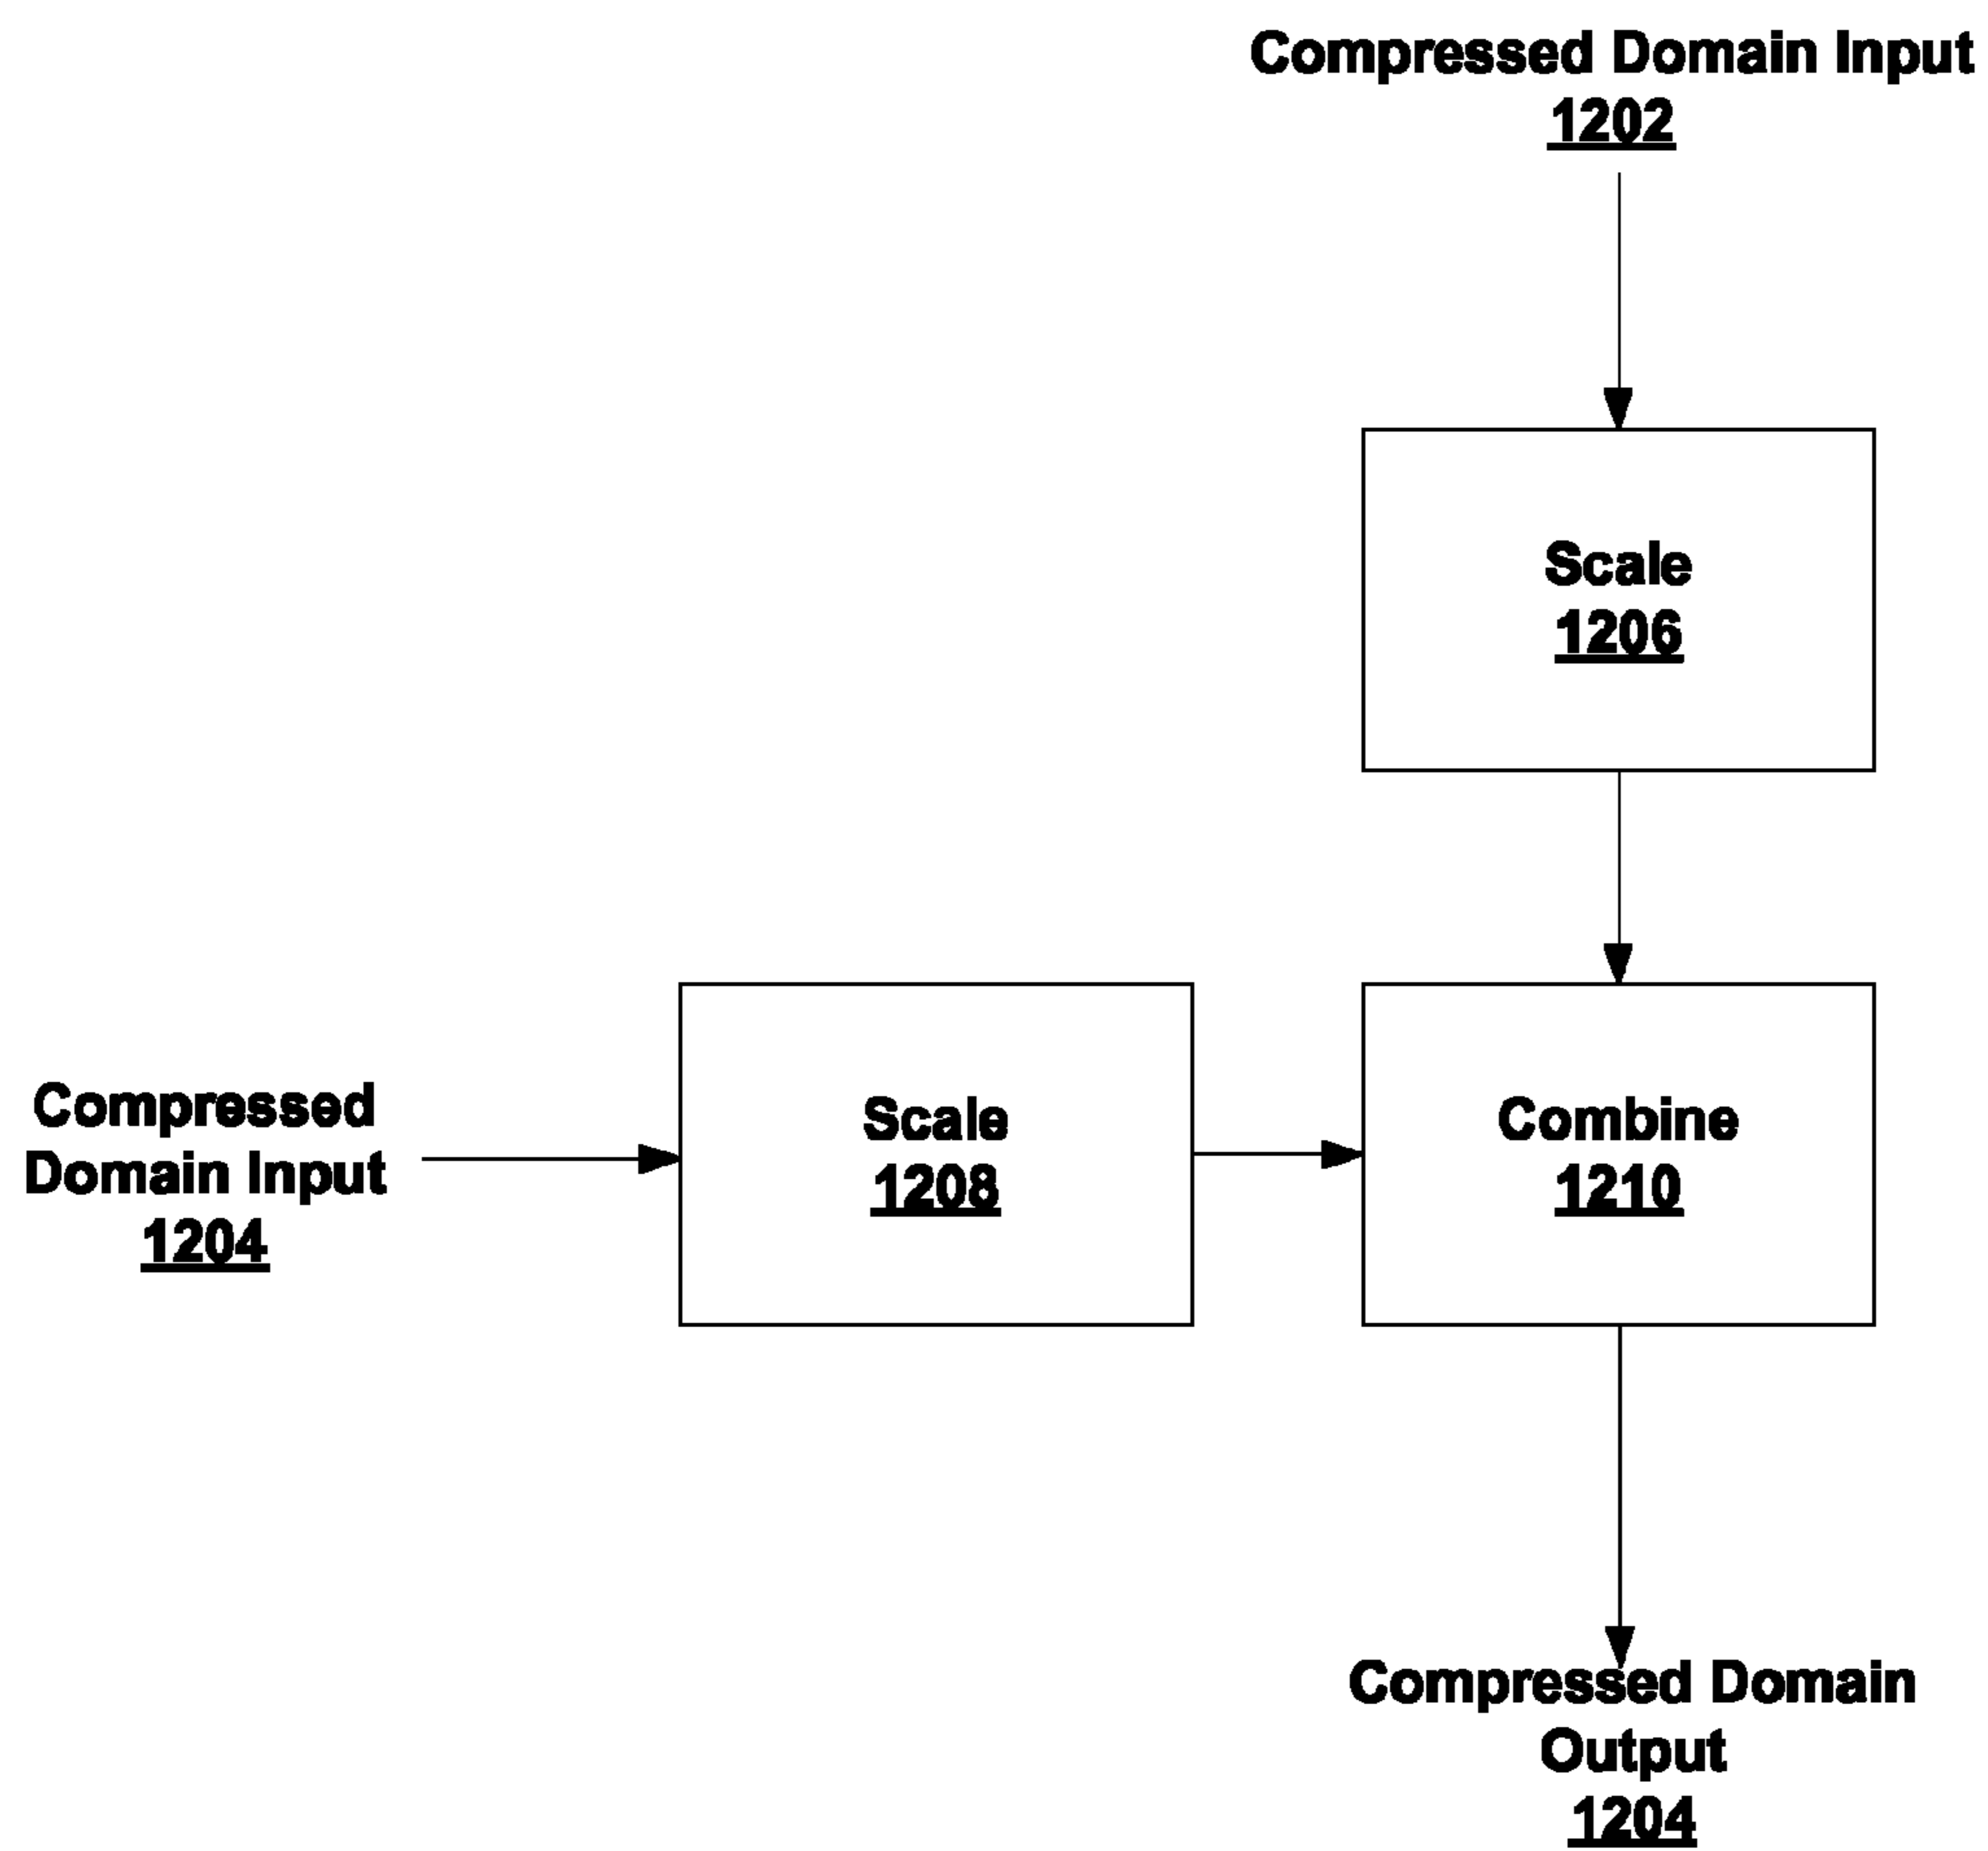 Compressed Domain Input
1202
Scale
1206
Compressed
Domain Input
1204
Scale
1208
Combine
1210
Compressed Domain
Output
1204